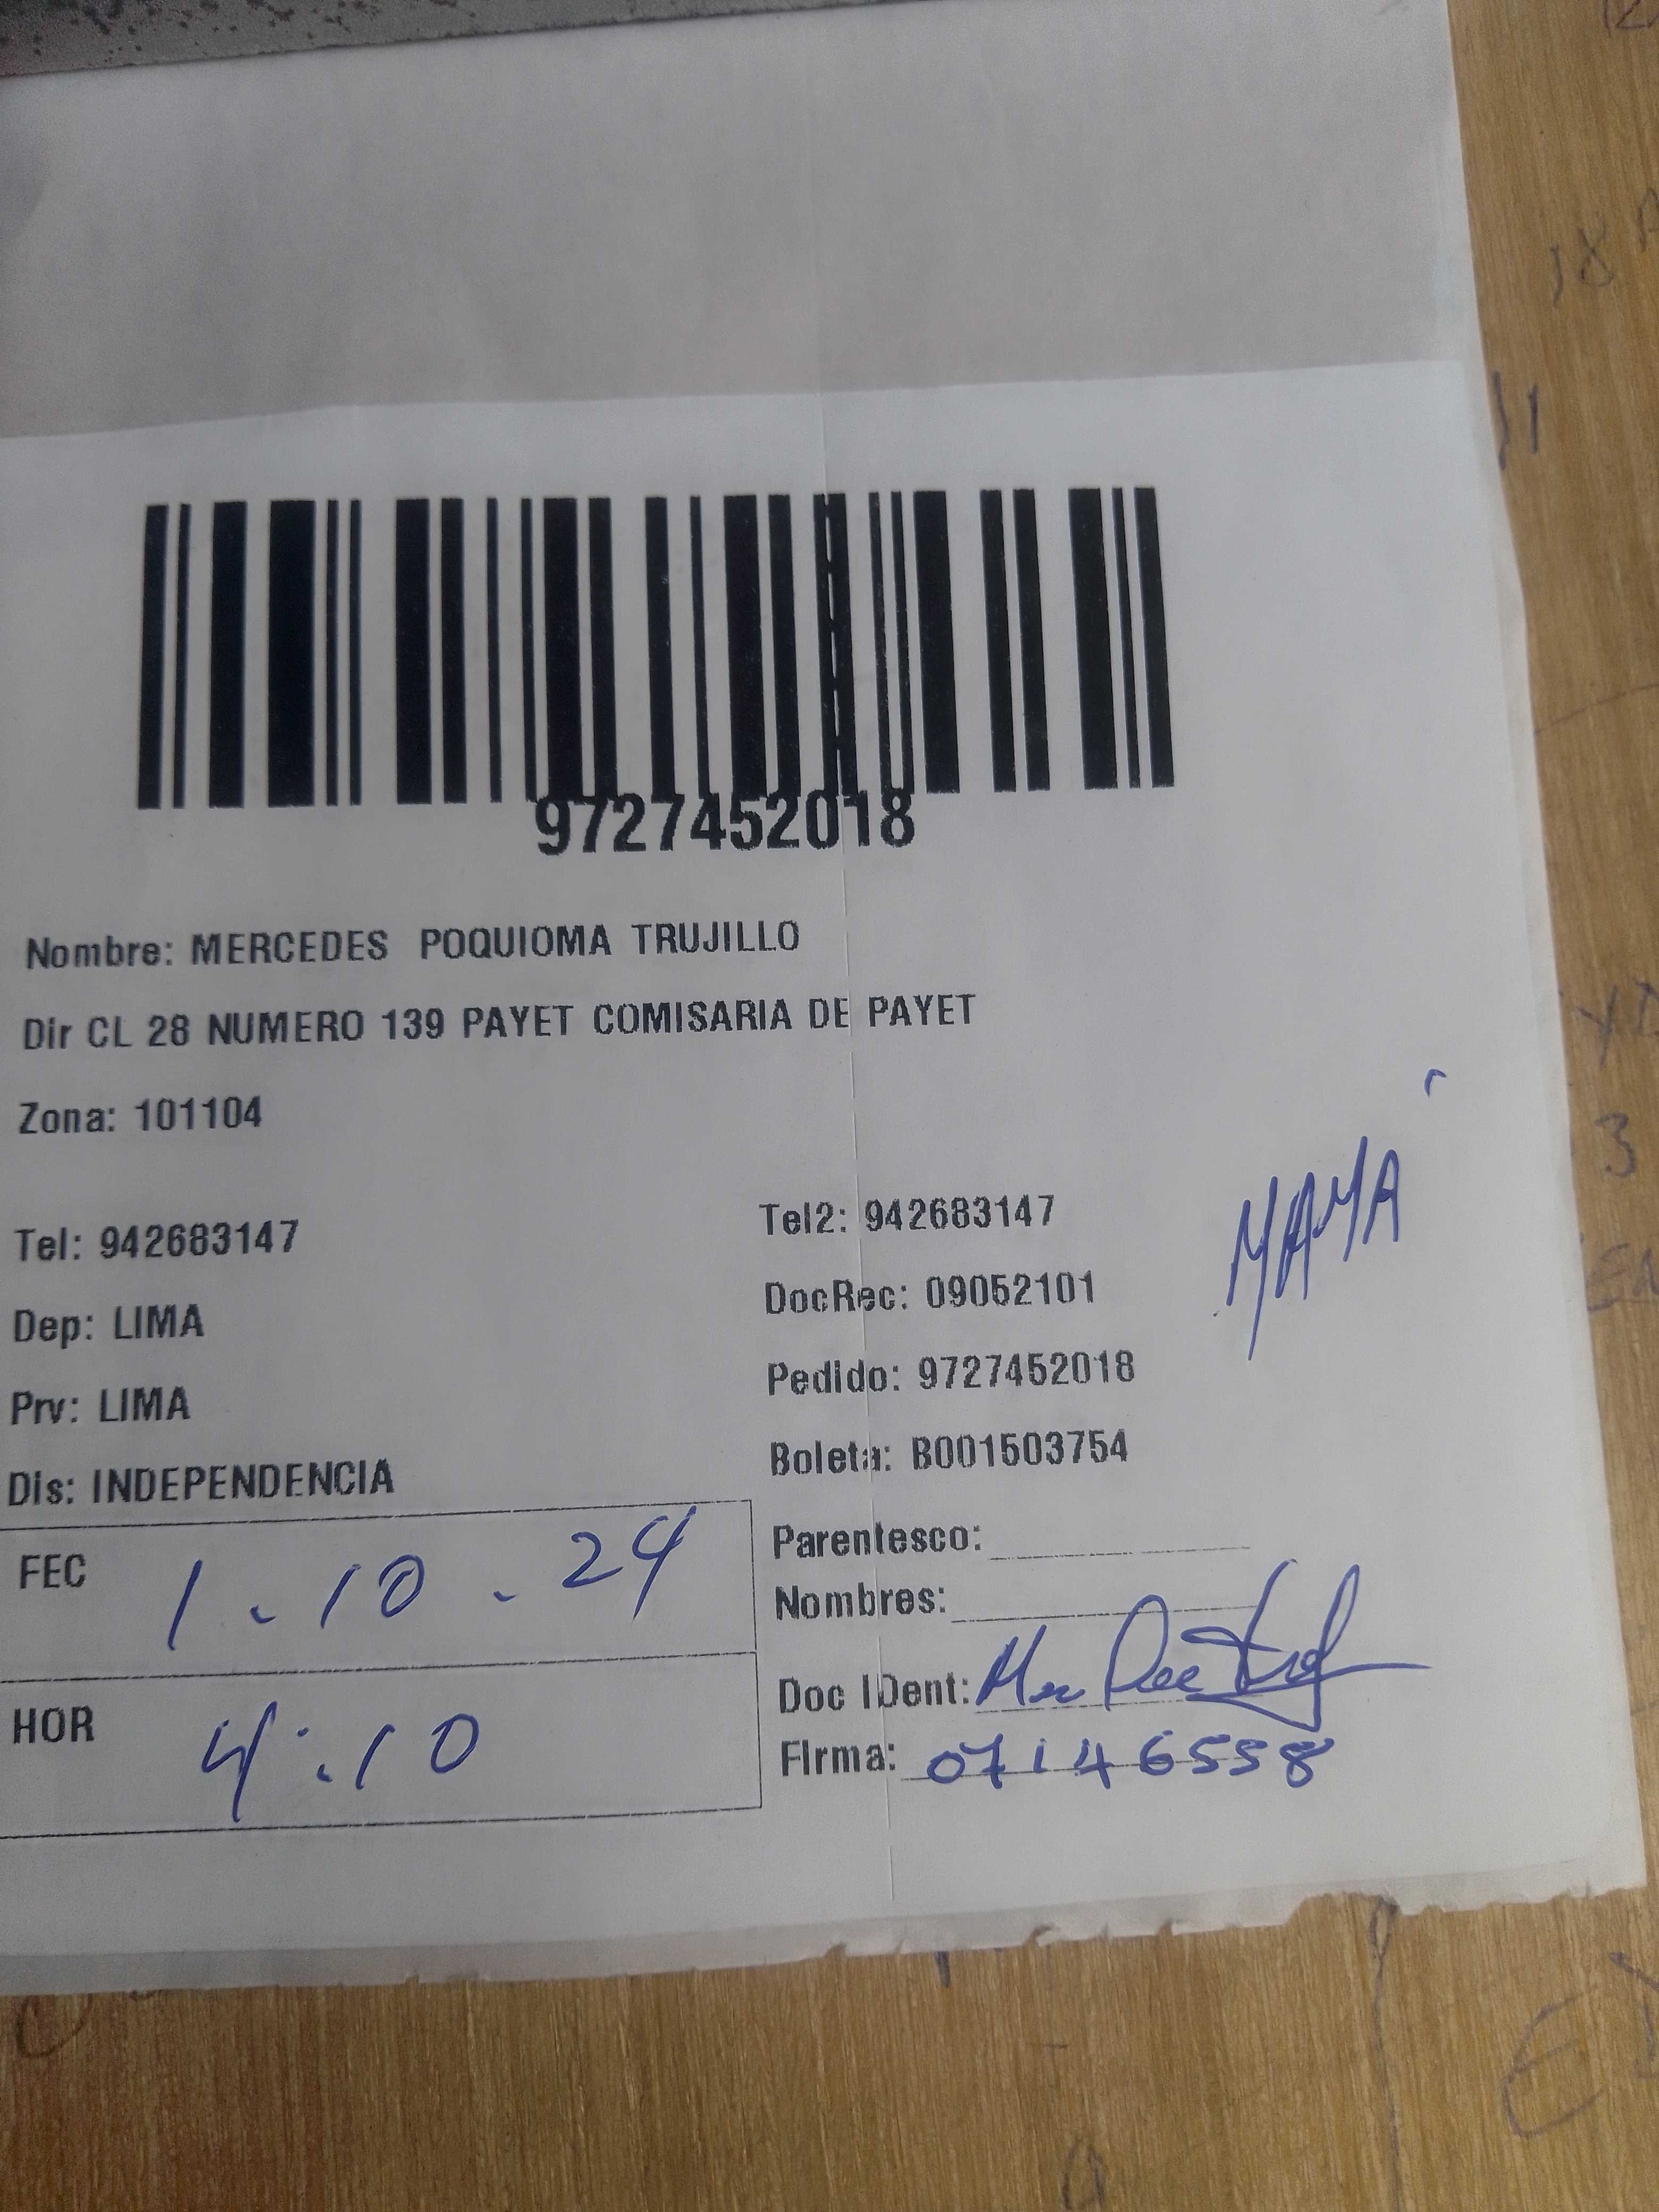 9727452018
Nombre: MERCEDES POQUIOMA TRUJILLO
Dir CL 28 NUMERO 139 PAYET COMISARIA DE PAYET
Zona: 101104
Tel: 942683147
Tel2: 942683147
Dep: LIMA
DocRec: 09052101
Prv: LIMA
Pedido: 9727452018
Dis: INDEPENDENCIA
Boleta: B001503754
MAMA
FEC 1.10.24
Parentesco:
Nombres:
HOR 4:10
Doc IDent:
Firma: 07146558